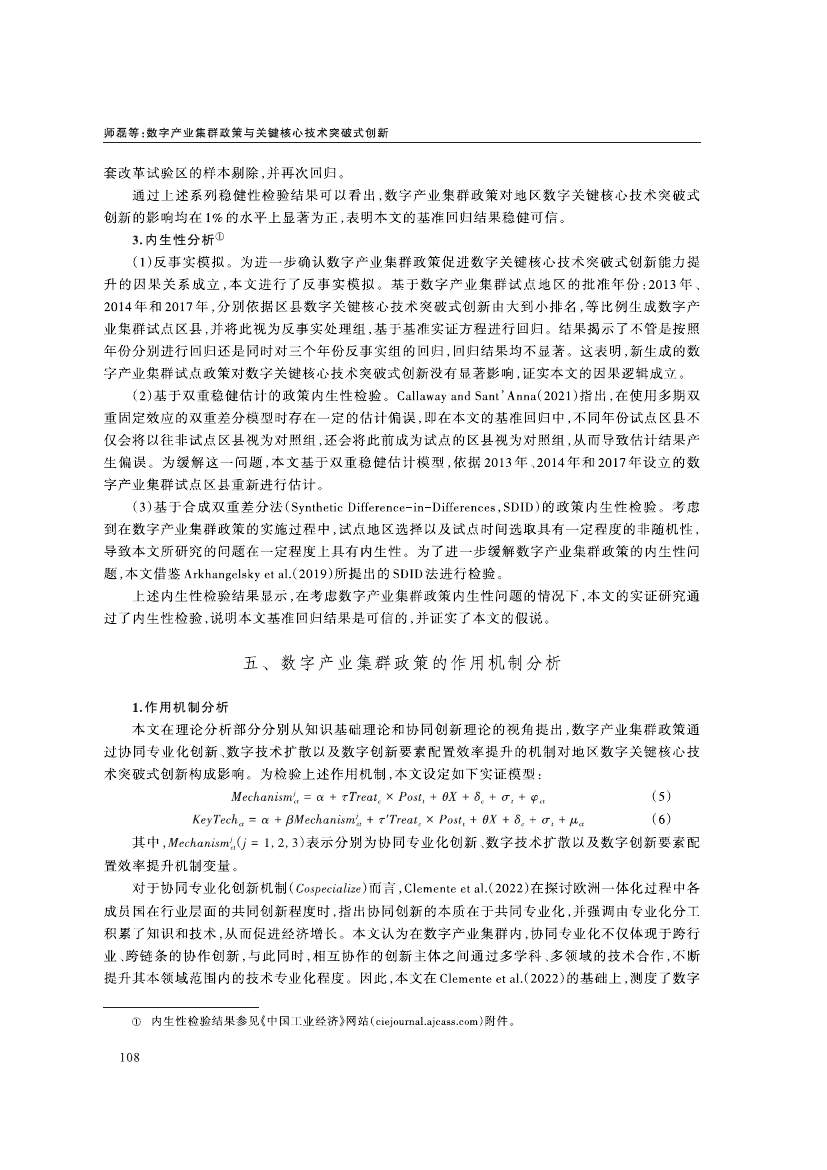 师磊等:数字产业集群政策与关键核心技术突破式创新
套改革试验区的样本剔除,并再次回归。
通过上述系列稳健性检验结果可以看出,数字产业集群政策对地区数字关键核心技术突破式
创新的影响均在1%的水平上显著为正,表明本文的基准回归结果稳健可信。
3.内生性分析①
(1)反事实模拟。为进一步确认数字产业集群政策促进数字关键核心技术突破式创新能力提
升的因果关系成立,本文进行了反事实模拟。基于数字产业集群试点地区的批准年份:2013年、
2014年和2017年,分别依据区县数字关键核心技术突破式创新由大到小排名,等比例生成数字产
业集群试点区县,并将此视为反事实处理组,基于基准实证方程进行回归。结果揭示了不管是按照
年份分别进行回归还是同时对三个年份反事实组的回归,回归结果均不显著。这表明,新生成的数
字产业集群试点政策对数字关键核心技术突破式创新没有显著影响,证实本文的因果逻辑成立。
(2)基于双重稳健估计的政策内生性检验。Callaway and Sant’Anna(2021)指出,在使用多期双
重固定效应的双重差分模型时存在一定的估计偏误,即在本文的基准回归中,不同年份试点区县不
仅会将以往非试点区县视为对照组,还会将此前成为试点的区县视为对照组,从而导致估计结果产
生偏误。为缓解这一问题,本文基于双重稳健估计模型,依据2013年、2014年和2017年设立的数
字产业集群试点区县重新进行估计。
(3)基于合成双重差分法(Synthetic Difference-in-Differences,SDID)的政策内生性检验。考虑
到在数字产业集群政策的实施过程中,试点地区选择以及试点时间选取具有一定程度的非随机性,
导致本文所研究的问题在一定程度上具有内生性。为了进一步缓解数字产业集群政策的内生性问
题,本文借鉴Arkhangelsky et al.(2019)所提出的SDID法进行检验。
上述内生性检验结果显示,在考虑数字产业集群政策内生性问题的情况下,本文的实证研究通
过了内生性检验,说明本文基准回归结果是可信的,并证实了本文的假说。
五、数字产业集群政策的作用机制分析
1.作用机制分析
本文在理论分析部分分别从知识基础理论和协同创新理论的视角提出,数字产业集群政策通
过协同专业化创新、数字技术扩散以及数字创新要素配置效率提升的机制对地区数字关键核心技
术突破式创新构成影响。为检验上述作用机制,本文设定如下实证模型:
Mechanismʲ_ct = α + τTreat_c × Post_t + θX + δ_c + σ_t + φ_ct (5)
KeyTech_ct = α + βMechanismʲ_ct + τ′Treat_c × Post_t + θX + δ_c + σ_t + μ_ct (6)
其中,Mechanismʲ_ct(j = 1, 2, 3)表示分别为协同专业化创新、数字技术扩散以及数字创新要素配
置效率提升机制变量。
对于协同专业化创新机制(Cospecialize)而言,Clemente et al.(2022)在探讨欧洲一体化过程中各
成员国在行业层面的共同创新程度时,指出协同创新的本质在于共同专业化,并强调由专业化分工
积累了知识和技术,从而促进经济增长。本文认为在数字产业集群内,协同专业化不仅体现于跨行
业、跨链条的协作创新,与此同时,相互协作的创新主体之间通过多学科、多领域的技术合作,不断
提升其本领域范围内的技术专业化程度。因此,本文在Clemente et al.(2022)的基础上,测度了数字
① 内生性检验结果参见《中国工业经济》网站(ciejournal.ajcass.com)附件。
108